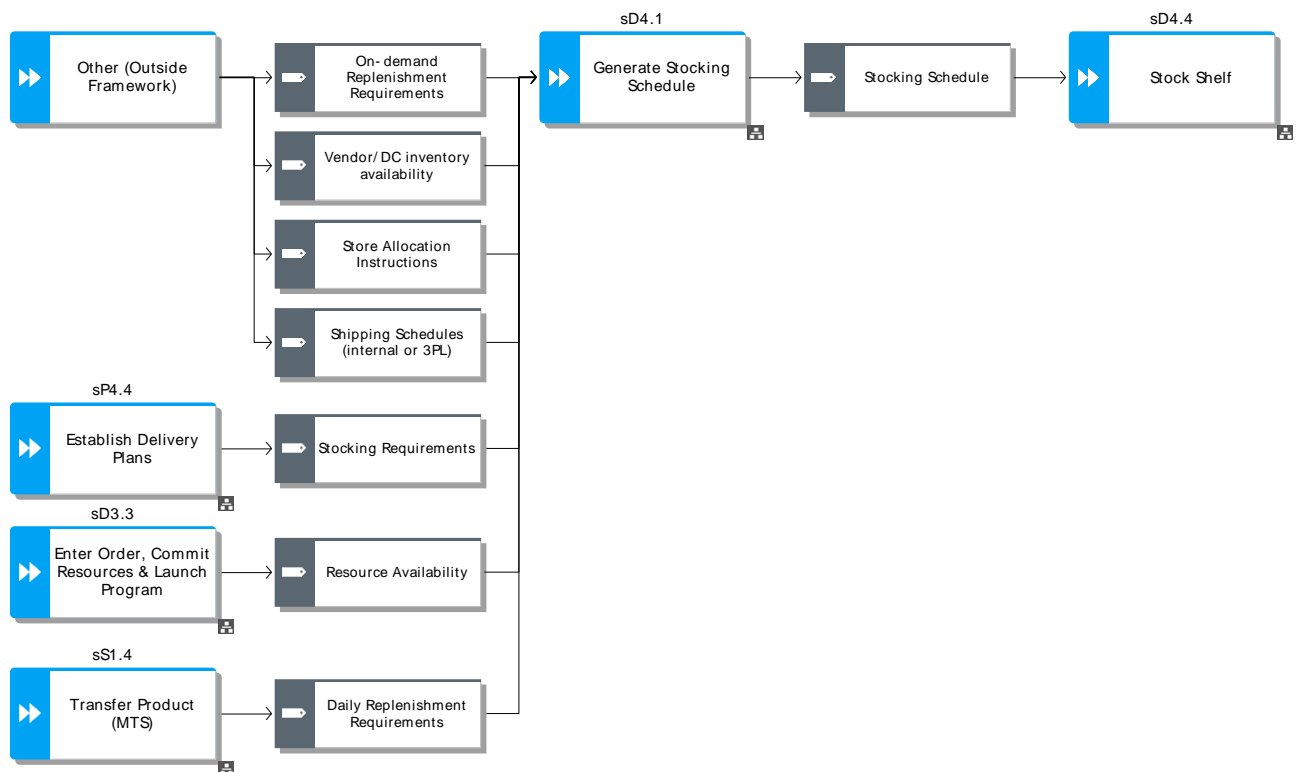 sD4.1
sD4.4
Other (Outside
Framework)
On- demand
Replenishment
Requirements
Generate Stocking
Schedule
Stocking Schedule
Stock Shelf
Vendor/ DC inventory
availability
Store Allocation
Instructions
Shipping Schedules
(internal or 3PL)
sP4.4
Establish Delivery
Plans
Stocking Requirements
sD3.3
Enter Order, Commit
Resources & Launch
Program
Resource Availability
sS1.4
Transfer Product
(MTS)
Daily Replenishment
Requirements